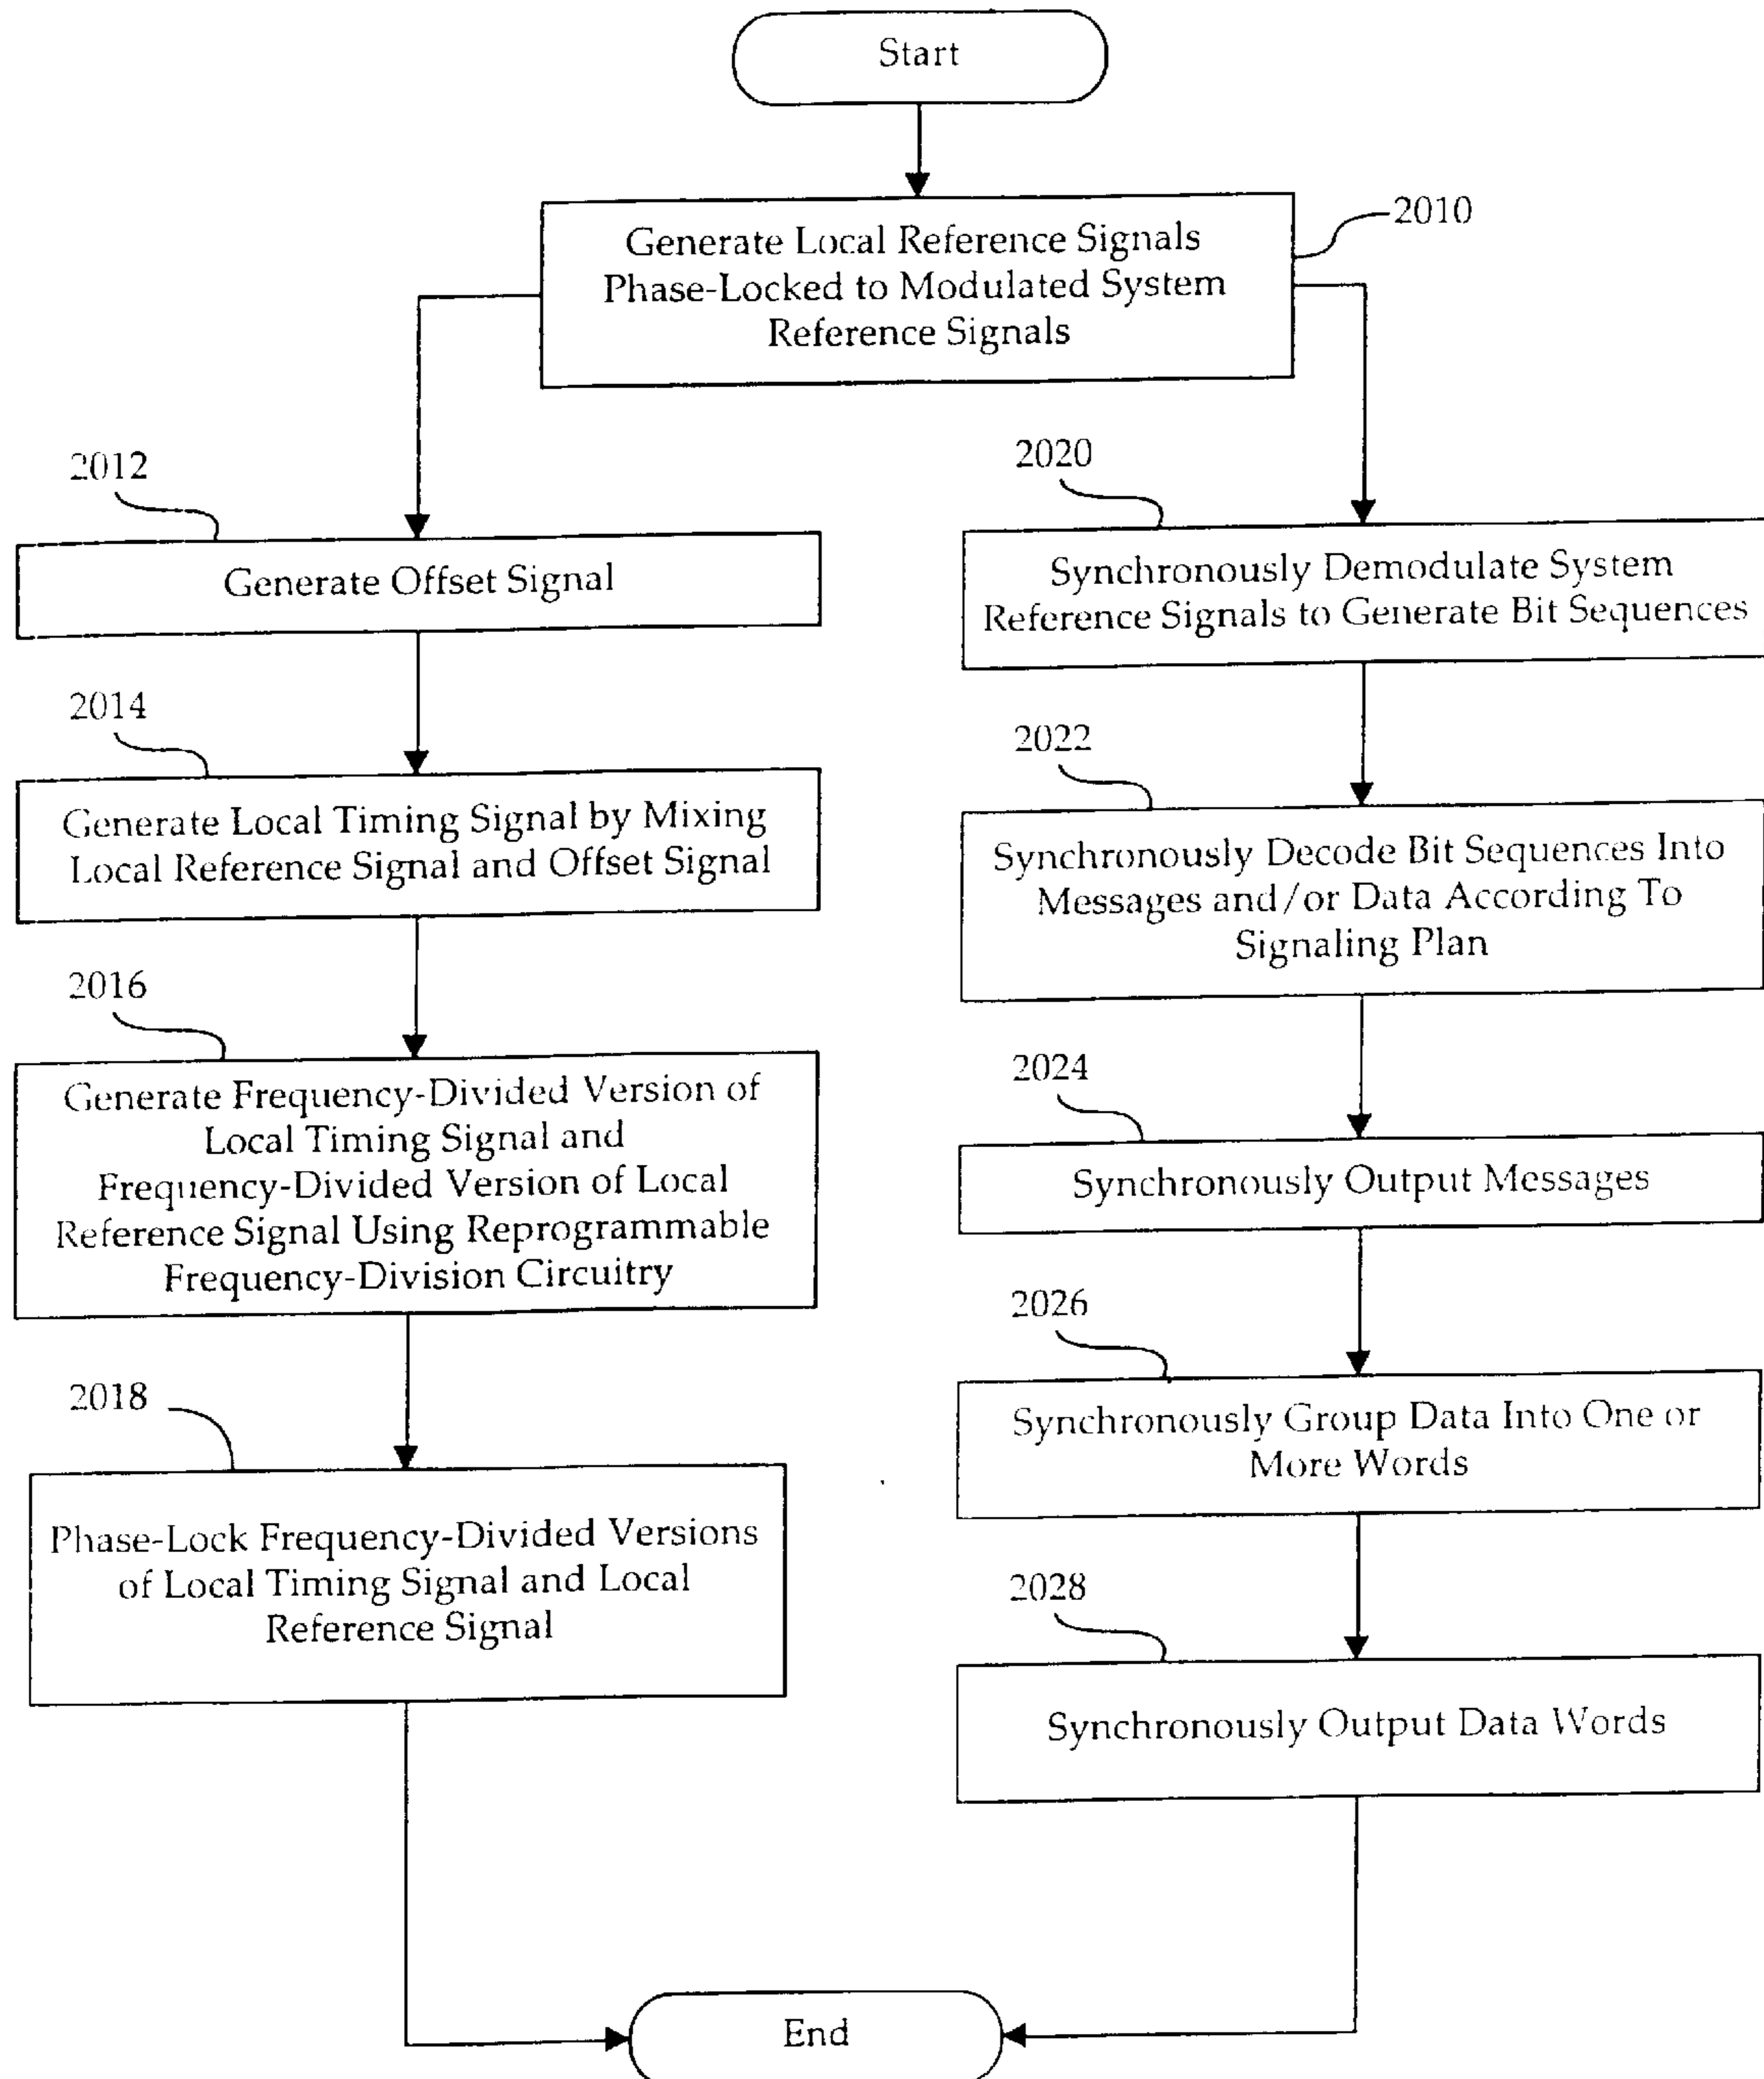 Start
2010
Generate Local Reference Signals
Phase-Locked to Modulated System
Reference Signals
2012
Generate Offset Signal
2014
Generate Local Timing Signal by Mixing
Local Reference Signal and Offset Signal
2016
Generate Frequency-Divided Version of
Local Timing Signal and
Frequency-Divided Version of Local
Reference Signal Using Reprogrammable
Frequency-Division Circuitry
2018
Phase-Lock Frequency-Divided Versions
of Local Timing Signal and Local
Reference Signal
2020
Synchronously Demodulate System
Reference Signals to Generate Bit Sequences
2022
Synchronously Decode Bit Sequences Into
Messages and/or Data According To
Signaling Plan
2024
Synchronously Output Messages
2026
Synchronously Group Data Into One or
More Words
2028
Synchronously Output Data Words
End